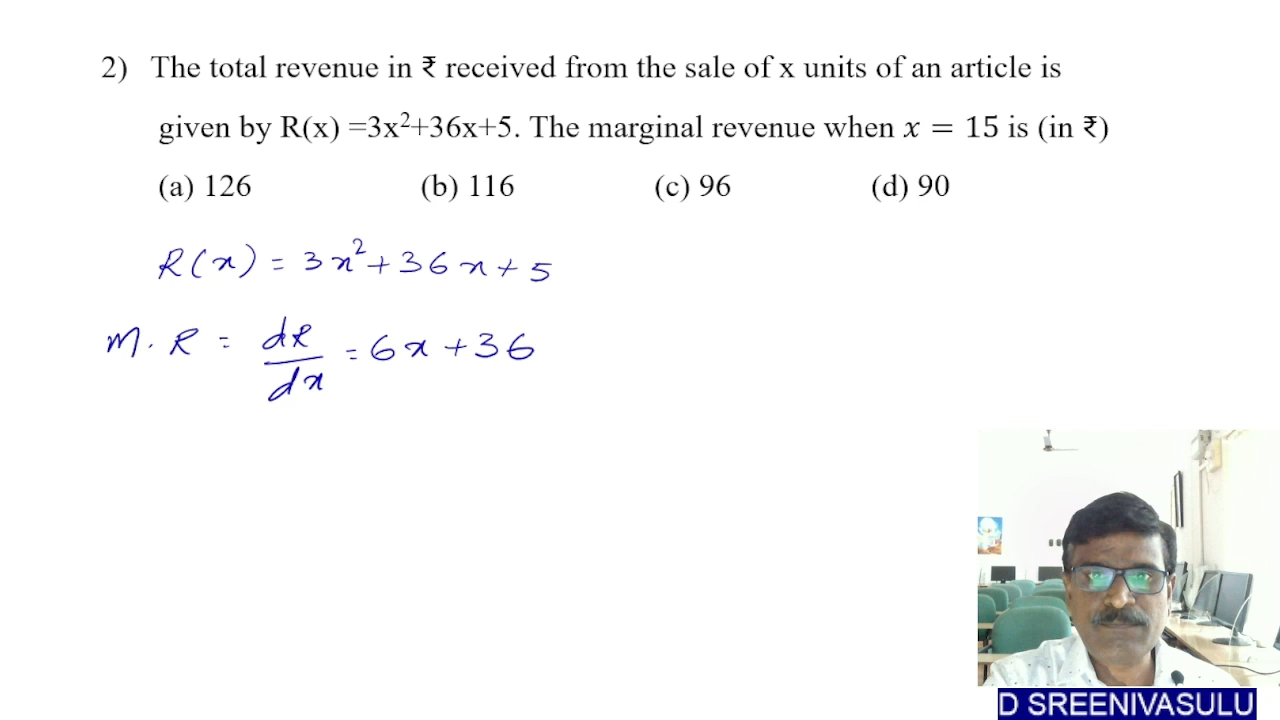 2) The total revenue in ₹ received from the sale of x units of an article is
given by R(x) =3x²+36x+5. The marginal revenue when 𝑥 = 15 is (in ₹)
(a) 126 (b) 116 (c) 96 (d) 90
R(x) = 3x²+36x+5
M.R = dR/dx = 6x+36
D SREENIVASULU